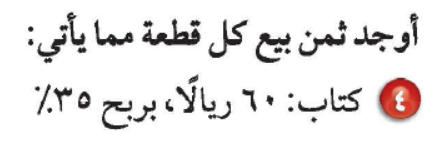 أوجد ثمن بيع كل قطعة مما يأتي:
٤ كتاب: ٦٠ ريالًا، بربح ٣٥٪